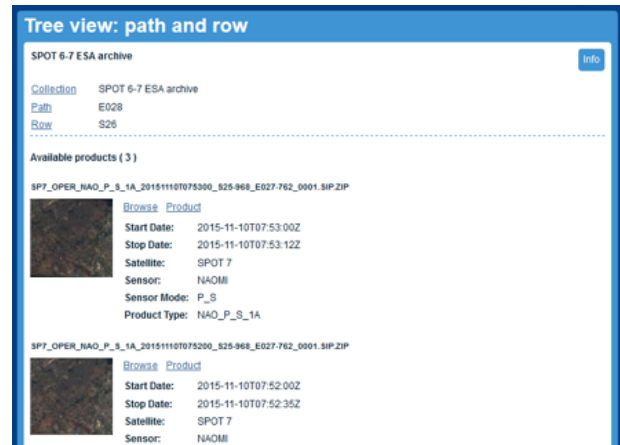 Tree view: path and row
SPOT 6-7 ESA archive
Info
Collection SPOT 6-7 ESA archive
Path E028
Row S26
Available products ( 3 )
SP7_OPER_NAO_P_S_1A_20151110T075300_S25-968_E027-762_0001.SIP.ZIP
Browse Product
Start Date: 2015-11-10T07:53:00Z
Stop Date: 2015-11-10T07:53:12Z
Satellite: SPOT 7
Sensor: NAOMI
Sensor Mode: P_S
Product Type: NAO_P_S_1A
SP7_OPER_NAO_P_S_1A_20151110T075200_S25-968_E027-762_0001.SIP.ZIP
Browse Product
Start Date: 2015-11-10T07:52:00Z
Stop Date: 2015-11-10T07:52:35Z
Satellite: SPOT 7
Sensor: NAOMI